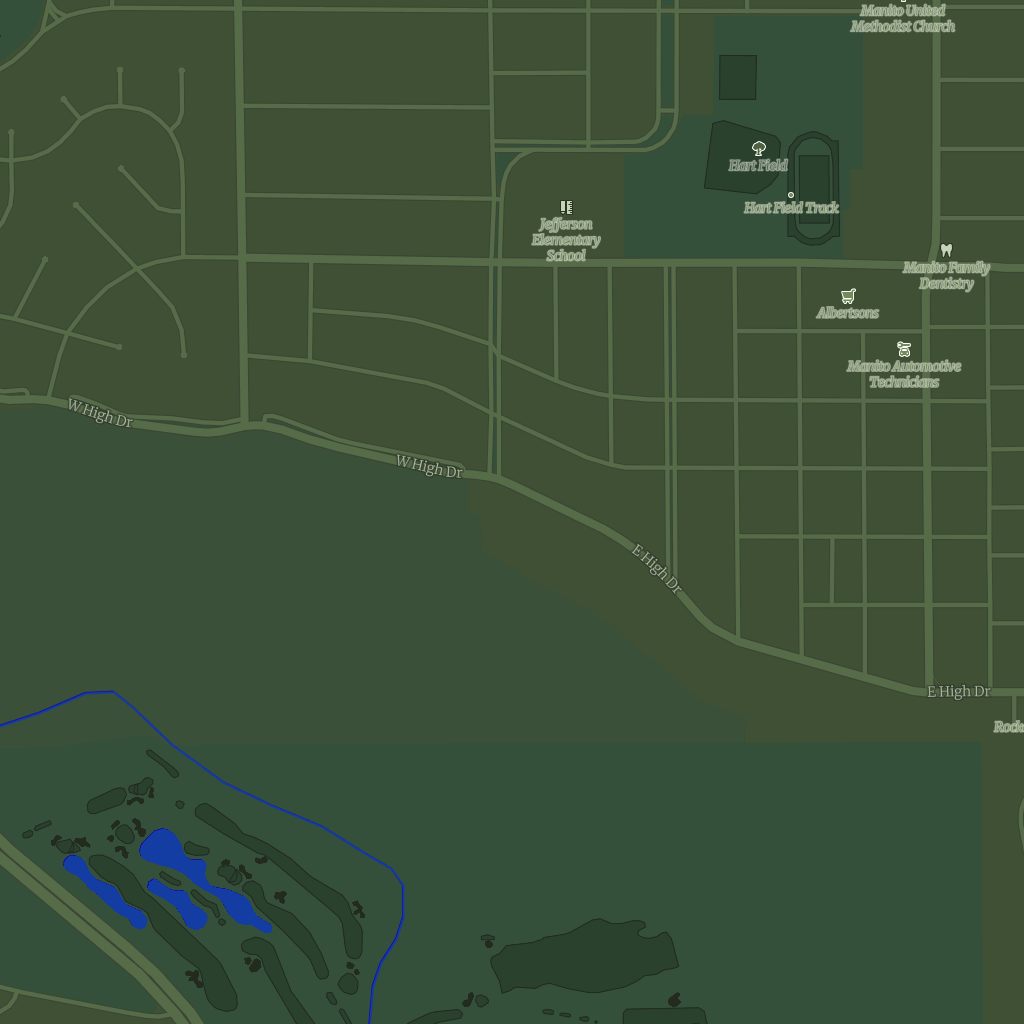 Manito United
Methodist Church
Hart Field
Hart Field Track
Jefferson
Elementary
School
Manito Family
Dentistry
Albertsons
Manito Automotive
Technicians
W High Dr
W High Dr
E High Dr
E High Dr